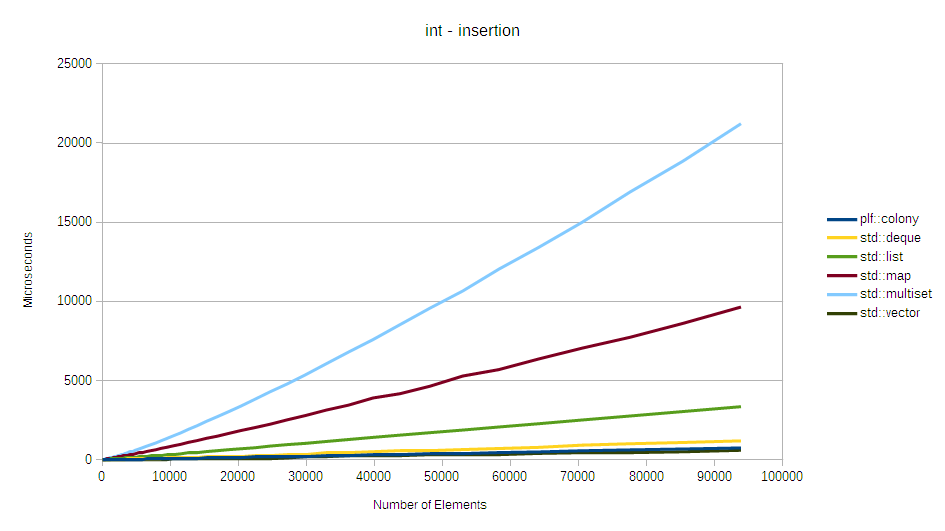 int - insertion
25000
20000
15000
10000
5000
0
Microseconds
0 10000 20000 30000 40000 50000 60000 70000 80000 90000 100000
Number of Elements
plf::colony
std::deque
std::list
std::map
std::multiset
std::vector